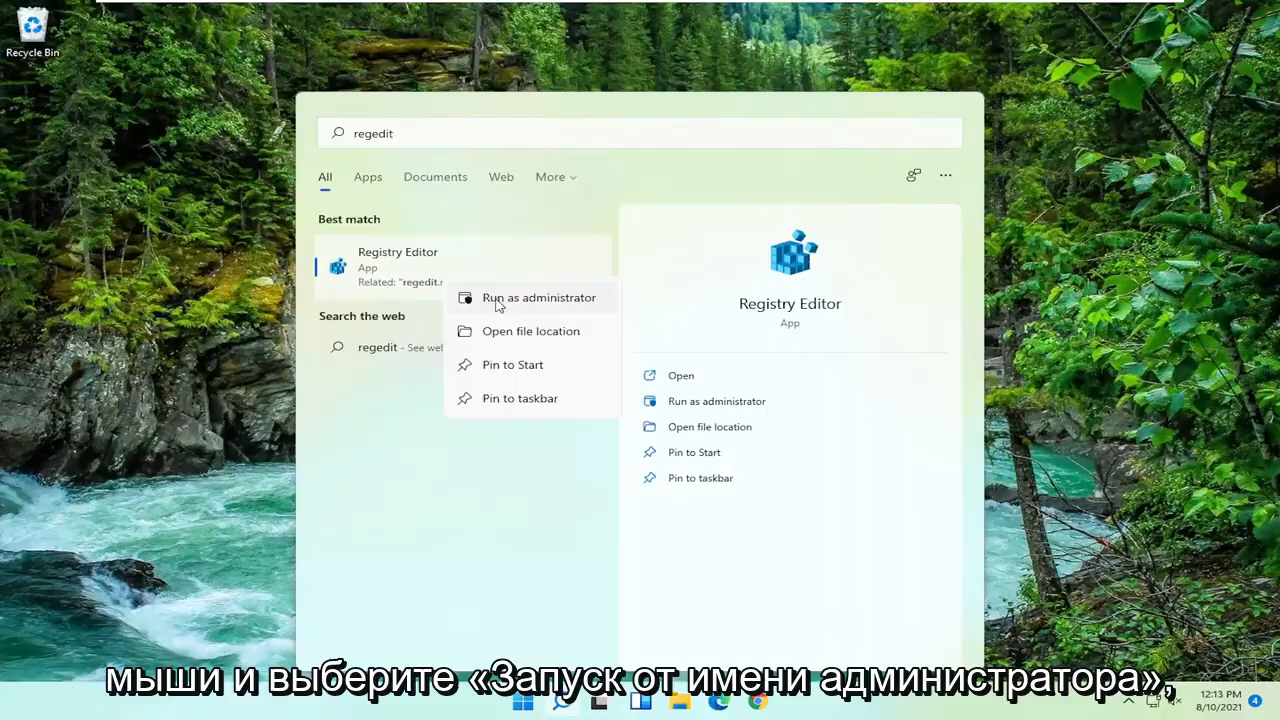 Recycle Bin
regedit
All Apps Documents Web More
Best match
Registry Editor
App
Related: "regedit.
Search the web
regedit - See we
Run as administrator
Open file location
Pin to Start
Pin to taskbar
Registry Editor
App
Open
Run as administrator
Open file location
Pin to Start
Pin to taskbar
мыши и выберите «Запуск от имени администратора»,
12:13 PM
8/10/2021
4